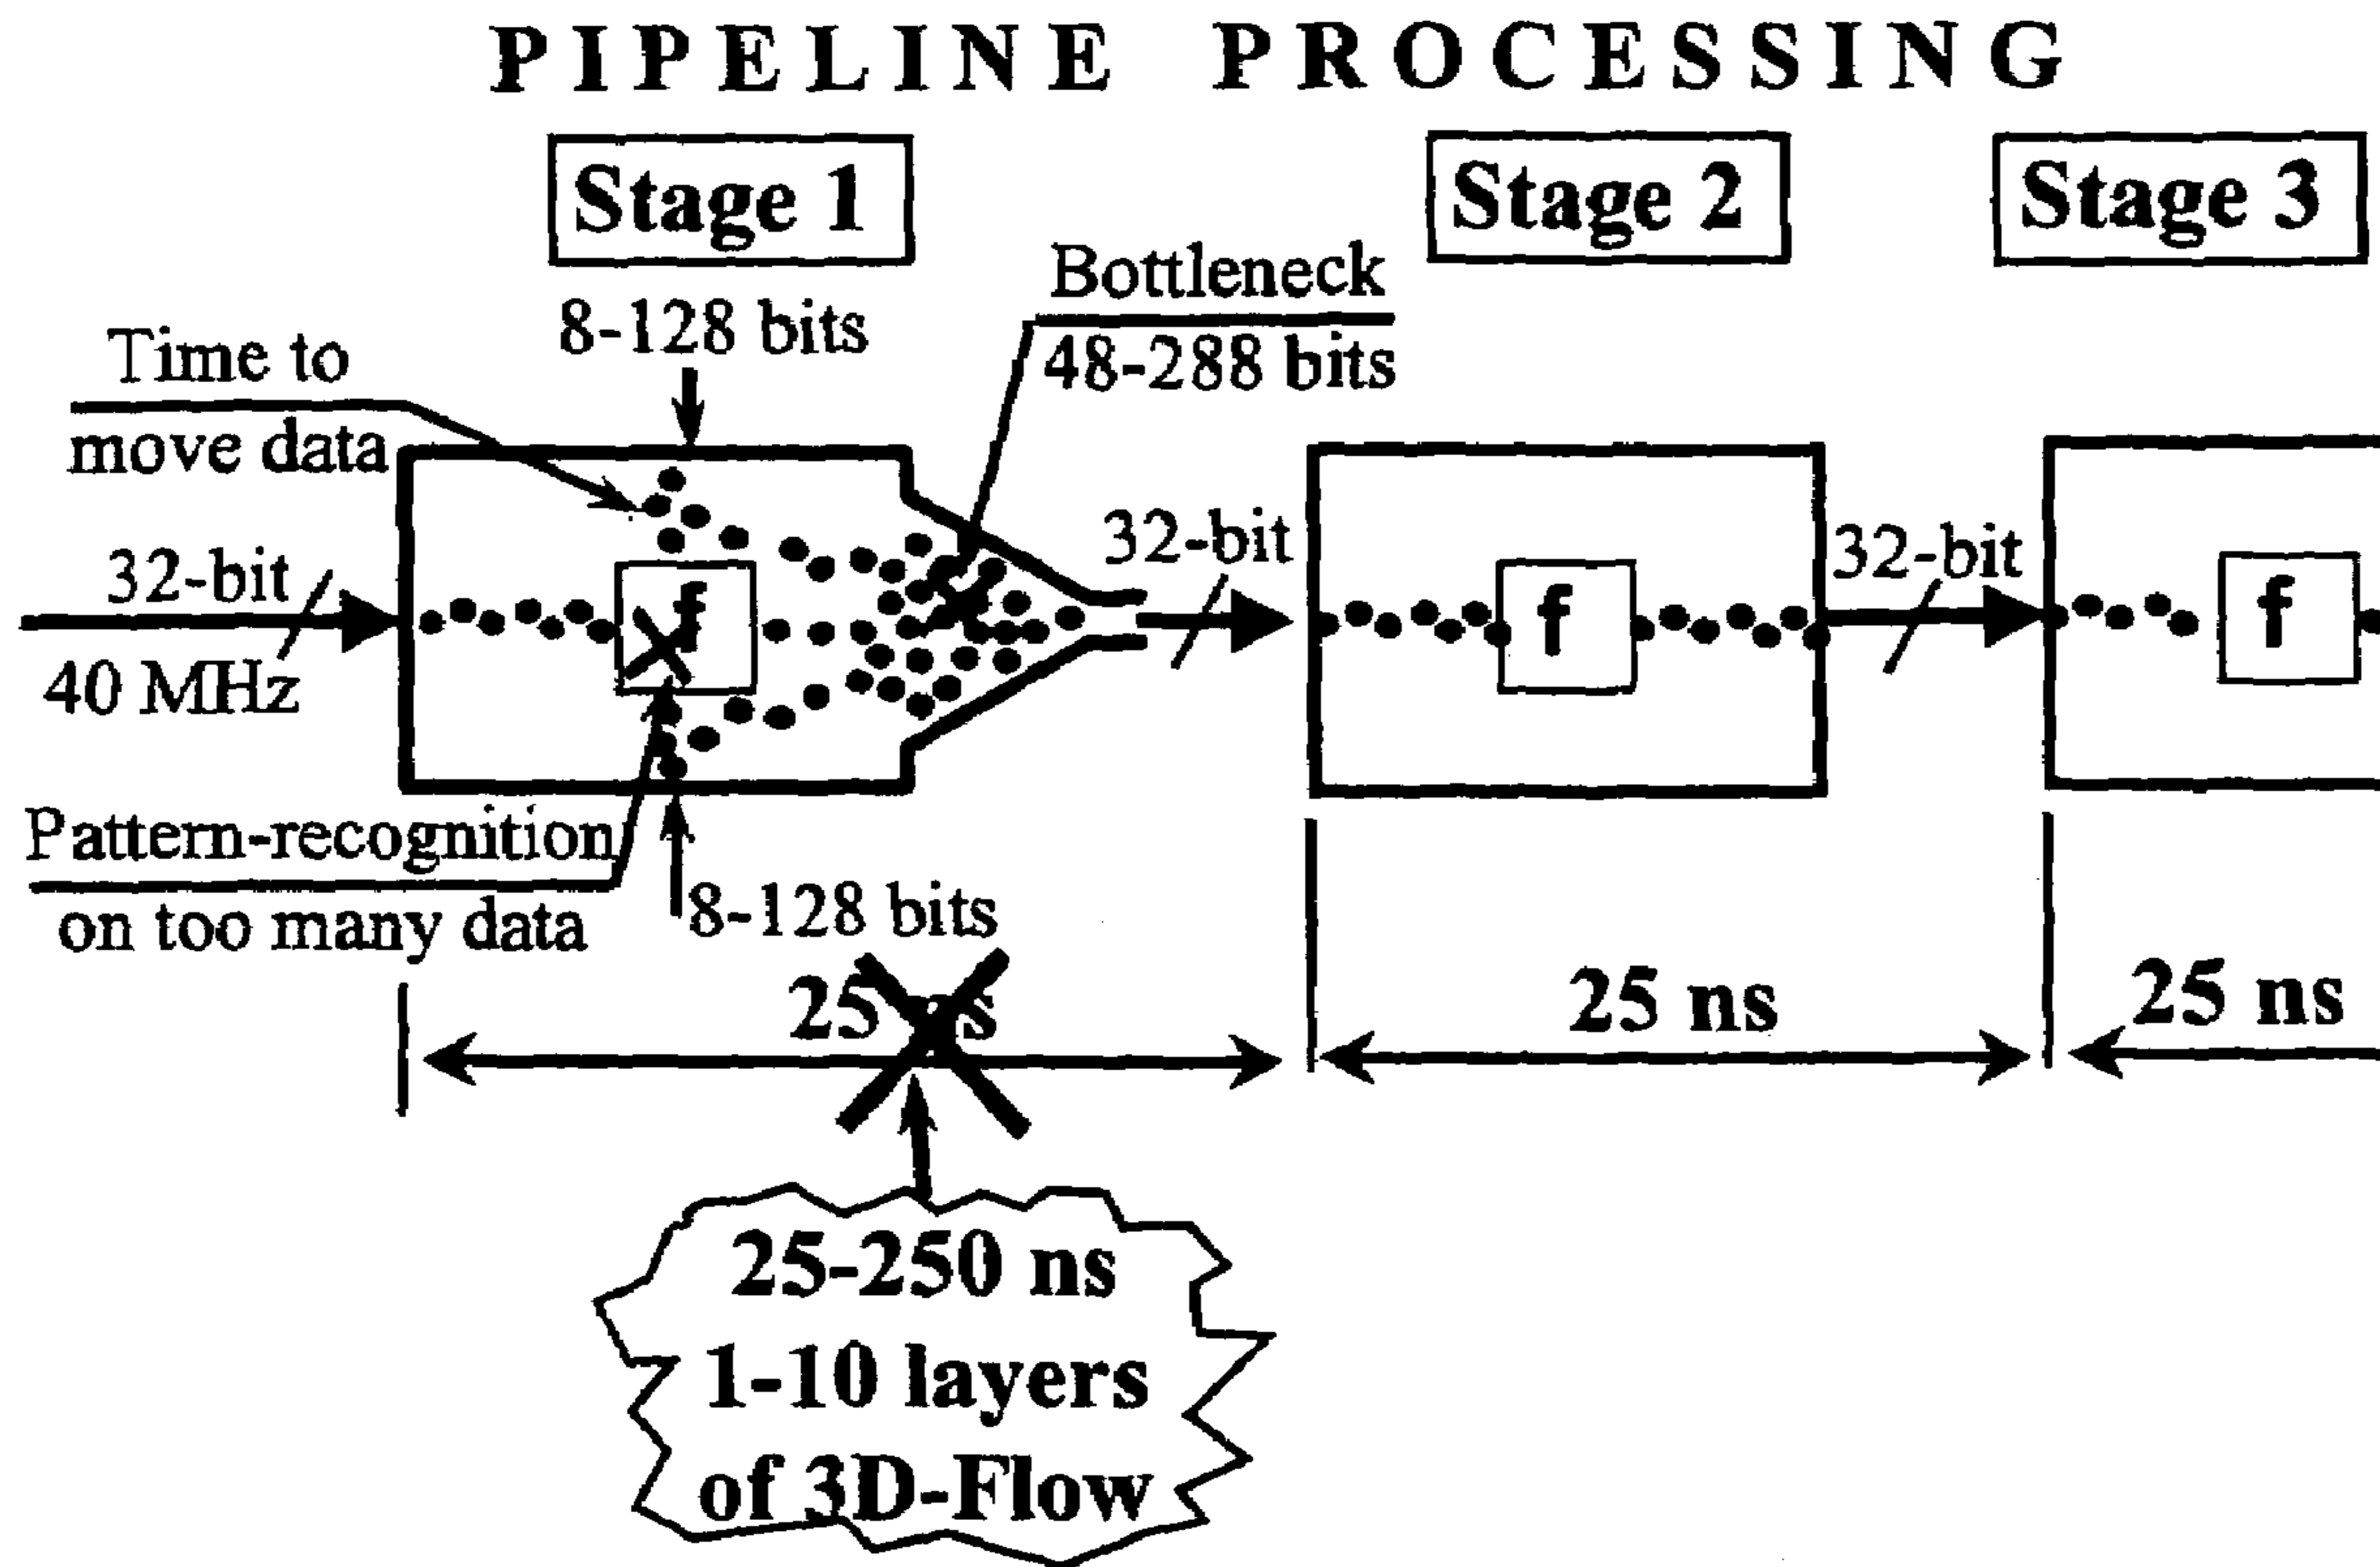 PIPELINE PROCESSING
Stage 1
Stage 2
Stage 3
8-128 bits
Bottleneck
48-288 bits
Time to
move data
32-bit
40 MHz
f
32-bit
f
32-bit
f
Pattern-recognition
on too many data
8-128 bits
25 ns
25 ns
25 ns
25-250 ns
1-10 layers
of 3D-Flow